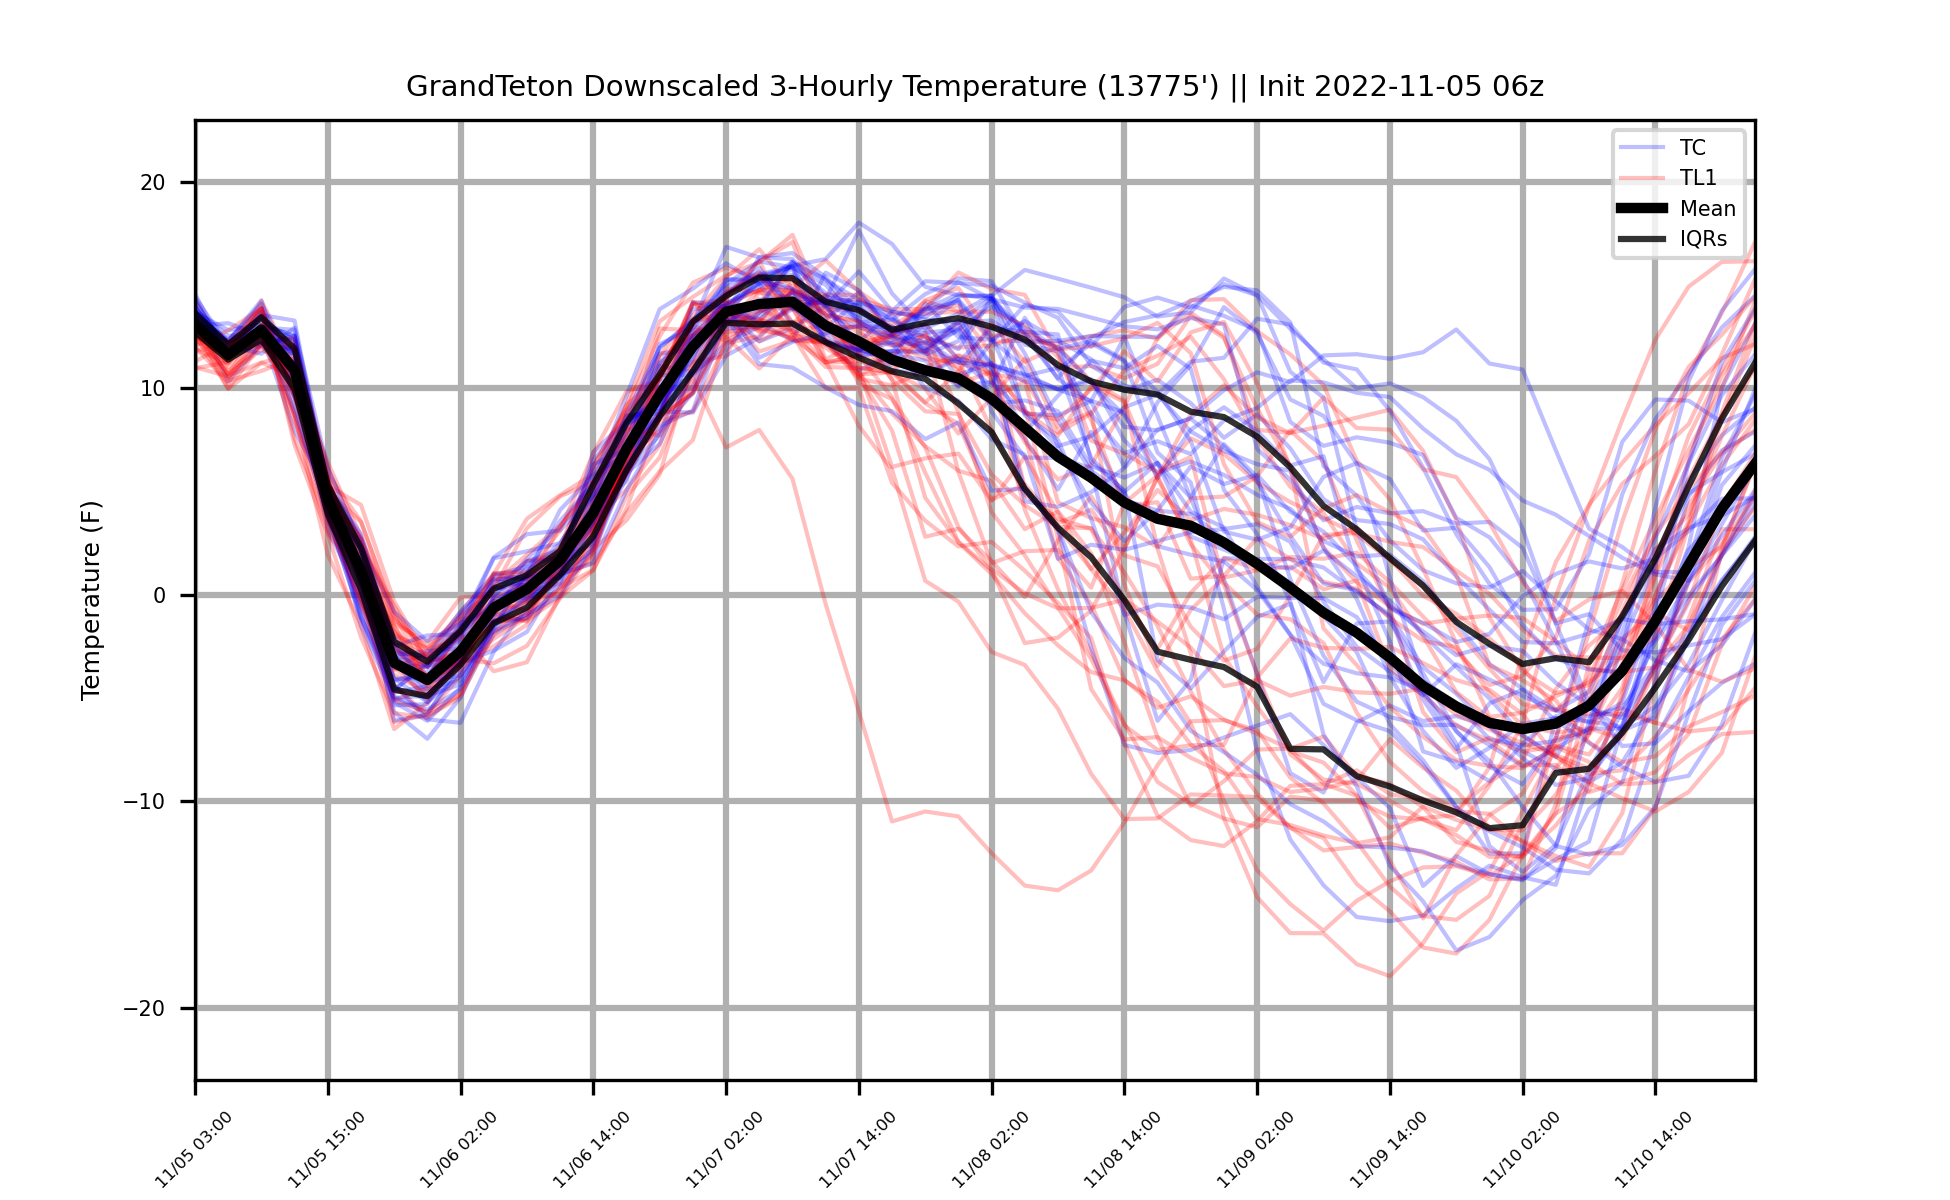 GrandTeton Downscaled 3-Hourly Temperature (13775') || Init 2022-11-05 06z
TC
TL1
Mean
IQRs
Temperature (F)
20
10
0
−10
−20
11/05 03:00
11/05 15:00
11/06 02:00
11/06 14:00
11/07 02:00
11/07 14:00
11/08 02:00
11/08 14:00
11/09 02:00
11/09 14:00
11/10 02:00
11/10 14:00